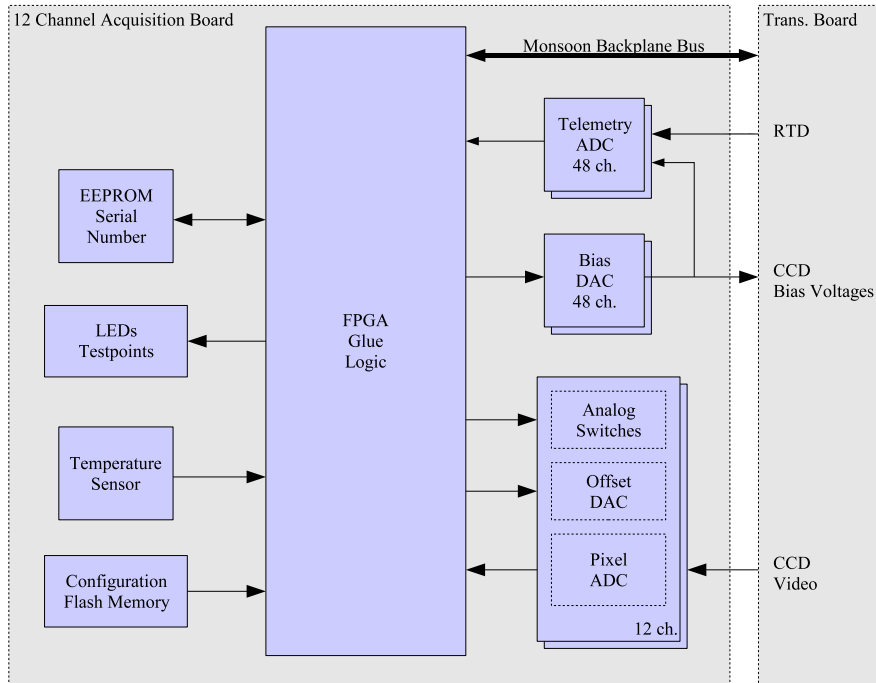 12 Channel Acquisition Board
Trans. Board
Monsoon Backplane Bus
Telemetry
ADC
48 ch.
RTD
EEPROM
Serial
Number
Bias
DAC
48 ch.
CCD
Bias Voltages
LEDs
Testpoints
FPGA
Glue
Logic
Analog
Switches
Temperature
Sensor
Offset
DAC
Pixel
ADC
CCD
Video
Configuration
Flash Memory
12 ch.